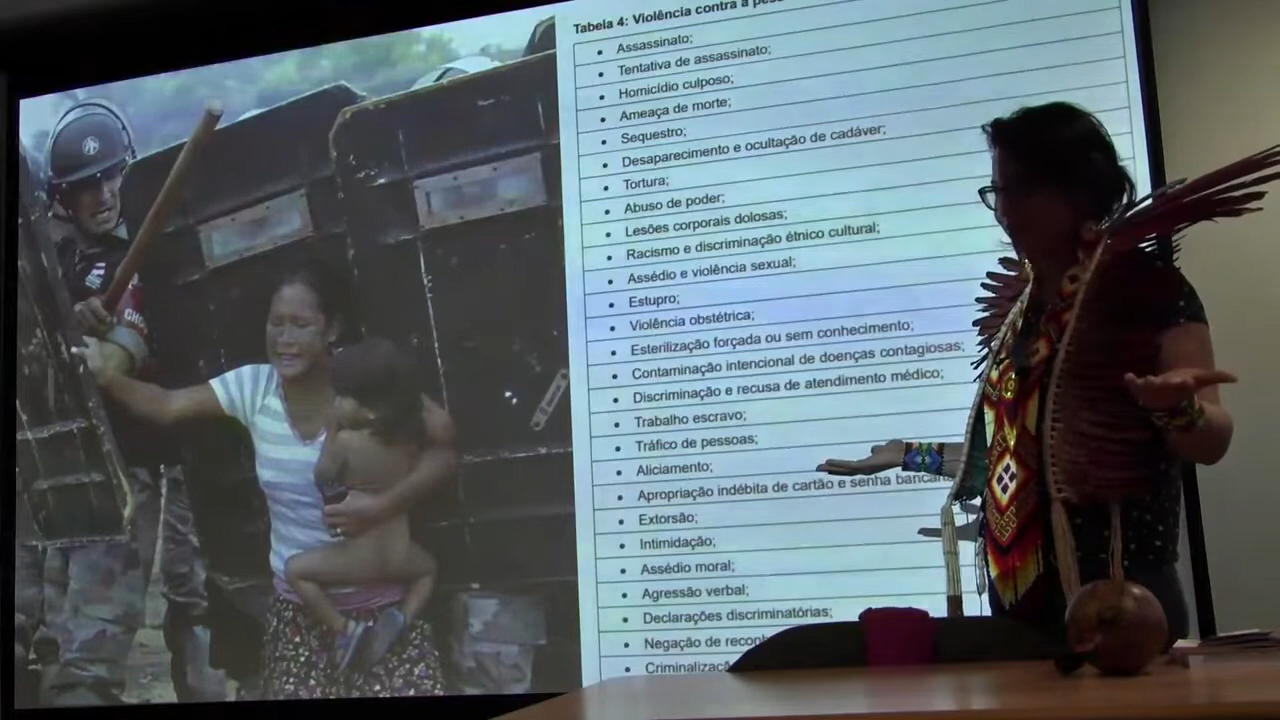 Tabela 4: Violência contra a
Assassinato;
Tentativa de assassinato;
Homicídio culposo;
Ameaça de morte;
Sequestro;
Desaparecimento e ocultação de cadáver;
Tortura;
Abuso de poder;
Lesões corporais dolosas;
Racismo e discriminação étnico cultural;
Assédio e violência sexual;
Estupro;
Violência obstétrica;
Esterilização forçada ou sem conhecimento;
Contaminação intencional de doenças contagiosas;
Discriminação e recusa de atendimento médico;
Trabalho escravo;
Tráfico de pessoas;
Aliciamento;
Apropriação indébita de cartão e senha
Extorsão;
Intimidação;
Assédio moral;
Agressão verbal;
Declarações discriminatórias;
Negação de